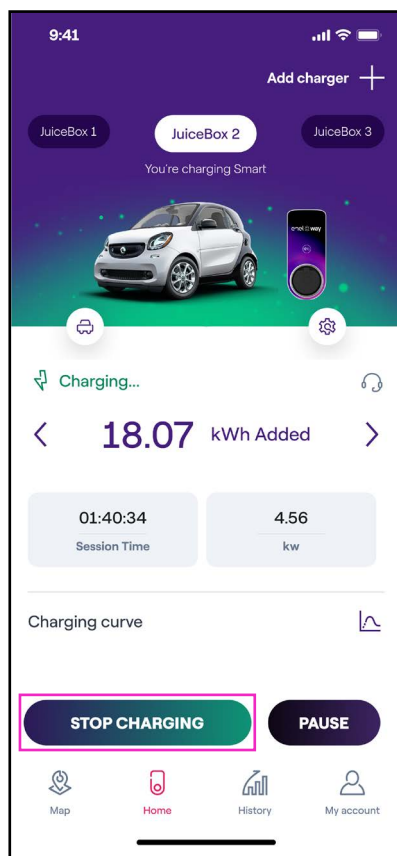 9:41
Add charger
JuiceBox 1
JuiceBox 2
JuiceBox 3
You're charging Smart
enel x way
Charging...
18.07 kWh Added
01:40:34
Session Time
4.56
kw
Charging curve
STOP CHARGING
PAUSE
Map
Home
History
My account